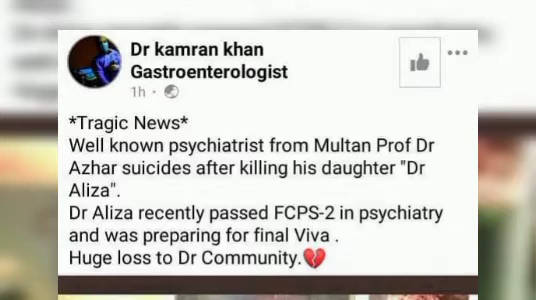 Dr kamran khan
Gastroenterologist
1h ·
*Tragic News*
Well known psychiatrist from Multan Prof Dr
Azhar suicides after killing his daughter "Dr
Aliza".
Dr Aliza recently passed FCPS-2 in psychiatry
and was preparing for final Viva .
Huge loss to Dr Community.💔